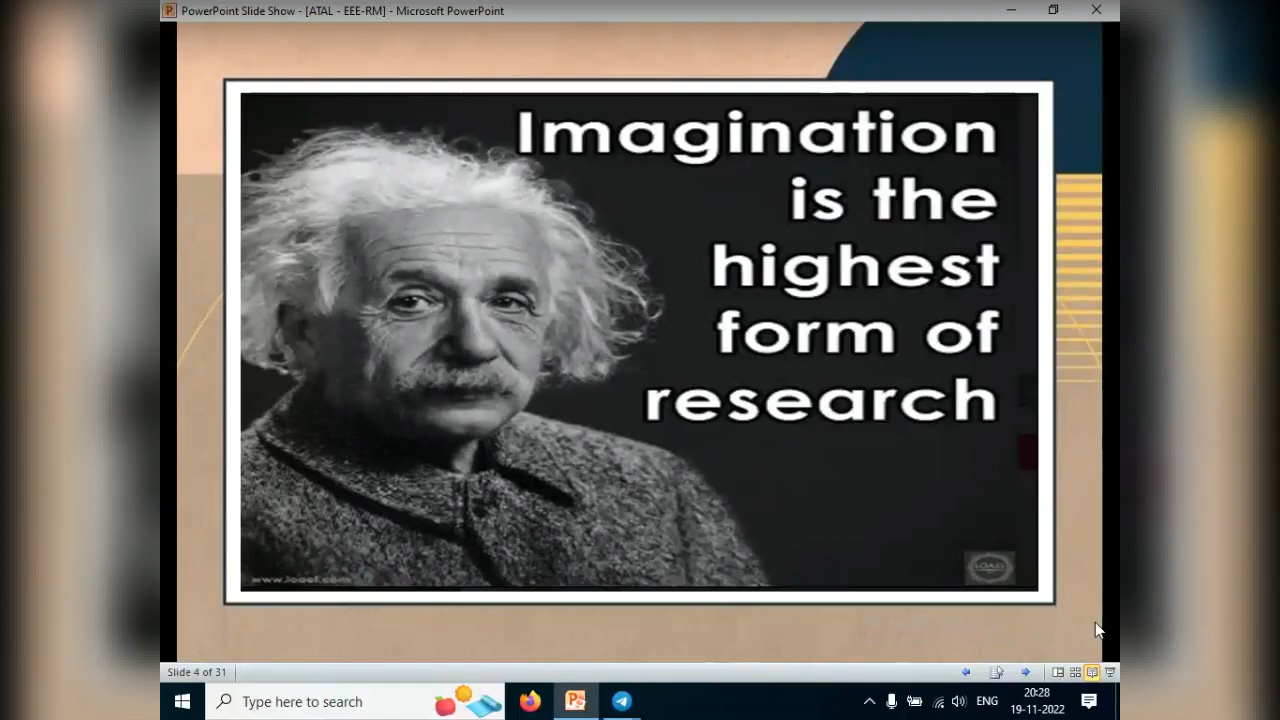 PowerPoint Slide Show - [ATAL - EEE-RM] - Microsoft PowerPoint
Imagination
is the
highest
form of
research
www.loaef.com
Slide 4 of 31
Type here to search
ENG
20:28
19-11-2022